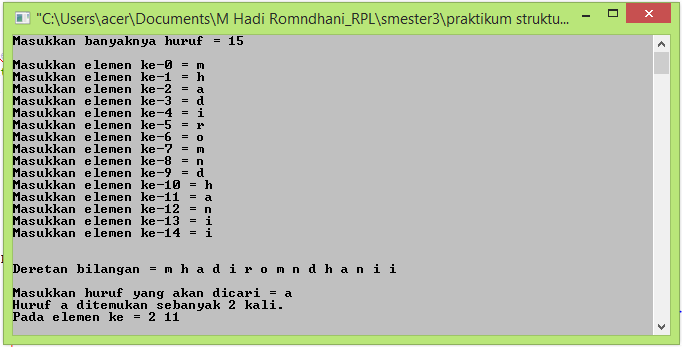 "C:\Users\acer\Documents\M Hadi Romndhani_RPL\smester3\praktikum struktu...
Masukkan banyaknya huruf = 15
Masukkan elemen ke-0 = m
Masukkan elemen ke-1 = h
Masukkan elemen ke-2 = a
Masukkan elemen ke-3 = d
Masukkan elemen ke-4 = i
Masukkan elemen ke-5 = r
Masukkan elemen ke-6 = o
Masukkan elemen ke-7 = m
Masukkan elemen ke-8 = n
Masukkan elemen ke-9 = d
Masukkan elemen ke-10 = h
Masukkan elemen ke-11 = a
Masukkan elemen ke-12 = n
Masukkan elemen ke-13 = i
Masukkan elemen ke-14 = i
Deretan bilangan = m h a d i r o m n d h a n i i
Masukkan huruf yang akan dicari = a
Huruf a ditemukan sebanyak 2 kali.
Pada elemen ke = 2 11